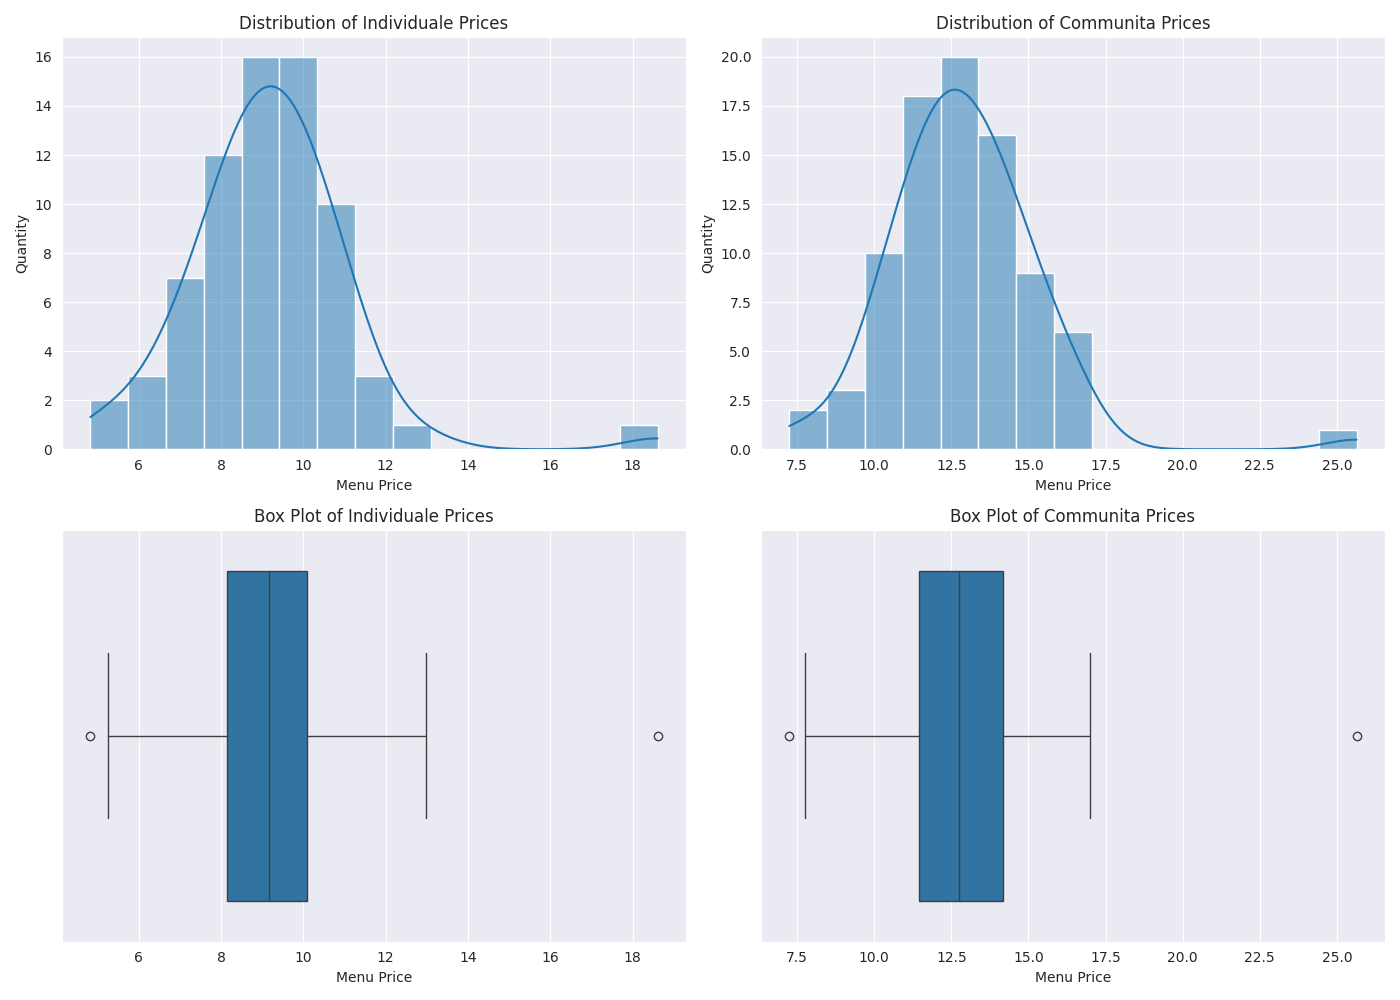 Distribution of Individuale Prices
16
14
12
10
8
6
4
2
0
Quantity
6 8 10 12 14 16 18
Menu Price
Distribution of Communita Prices
20.0
17.5
15.0
12.5
10.0
7.5
5.0
2.5
0.0
Quantity
7.5 10.0 12.5 15.0 17.5 20.0 22.5 25.0
Menu Price
Box Plot of Individuale Prices
6 8 10 12 14 16 18
Menu Price
Box Plot of Communita Prices
7.5 10.0 12.5 15.0 17.5 20.0 22.5 25.0
Menu Price